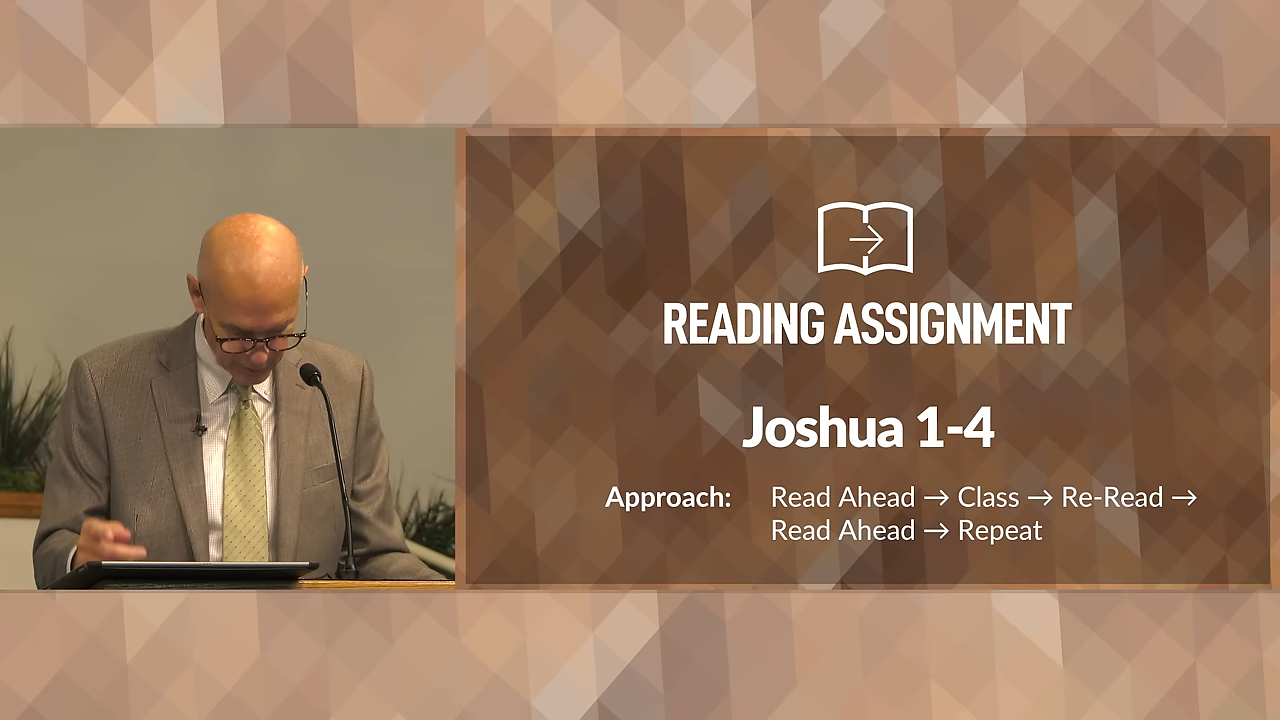 READING ASSIGNMENT
Joshua 1-4
Approach: Read Ahead → Class → Re-Read →
Read Ahead → Repeat